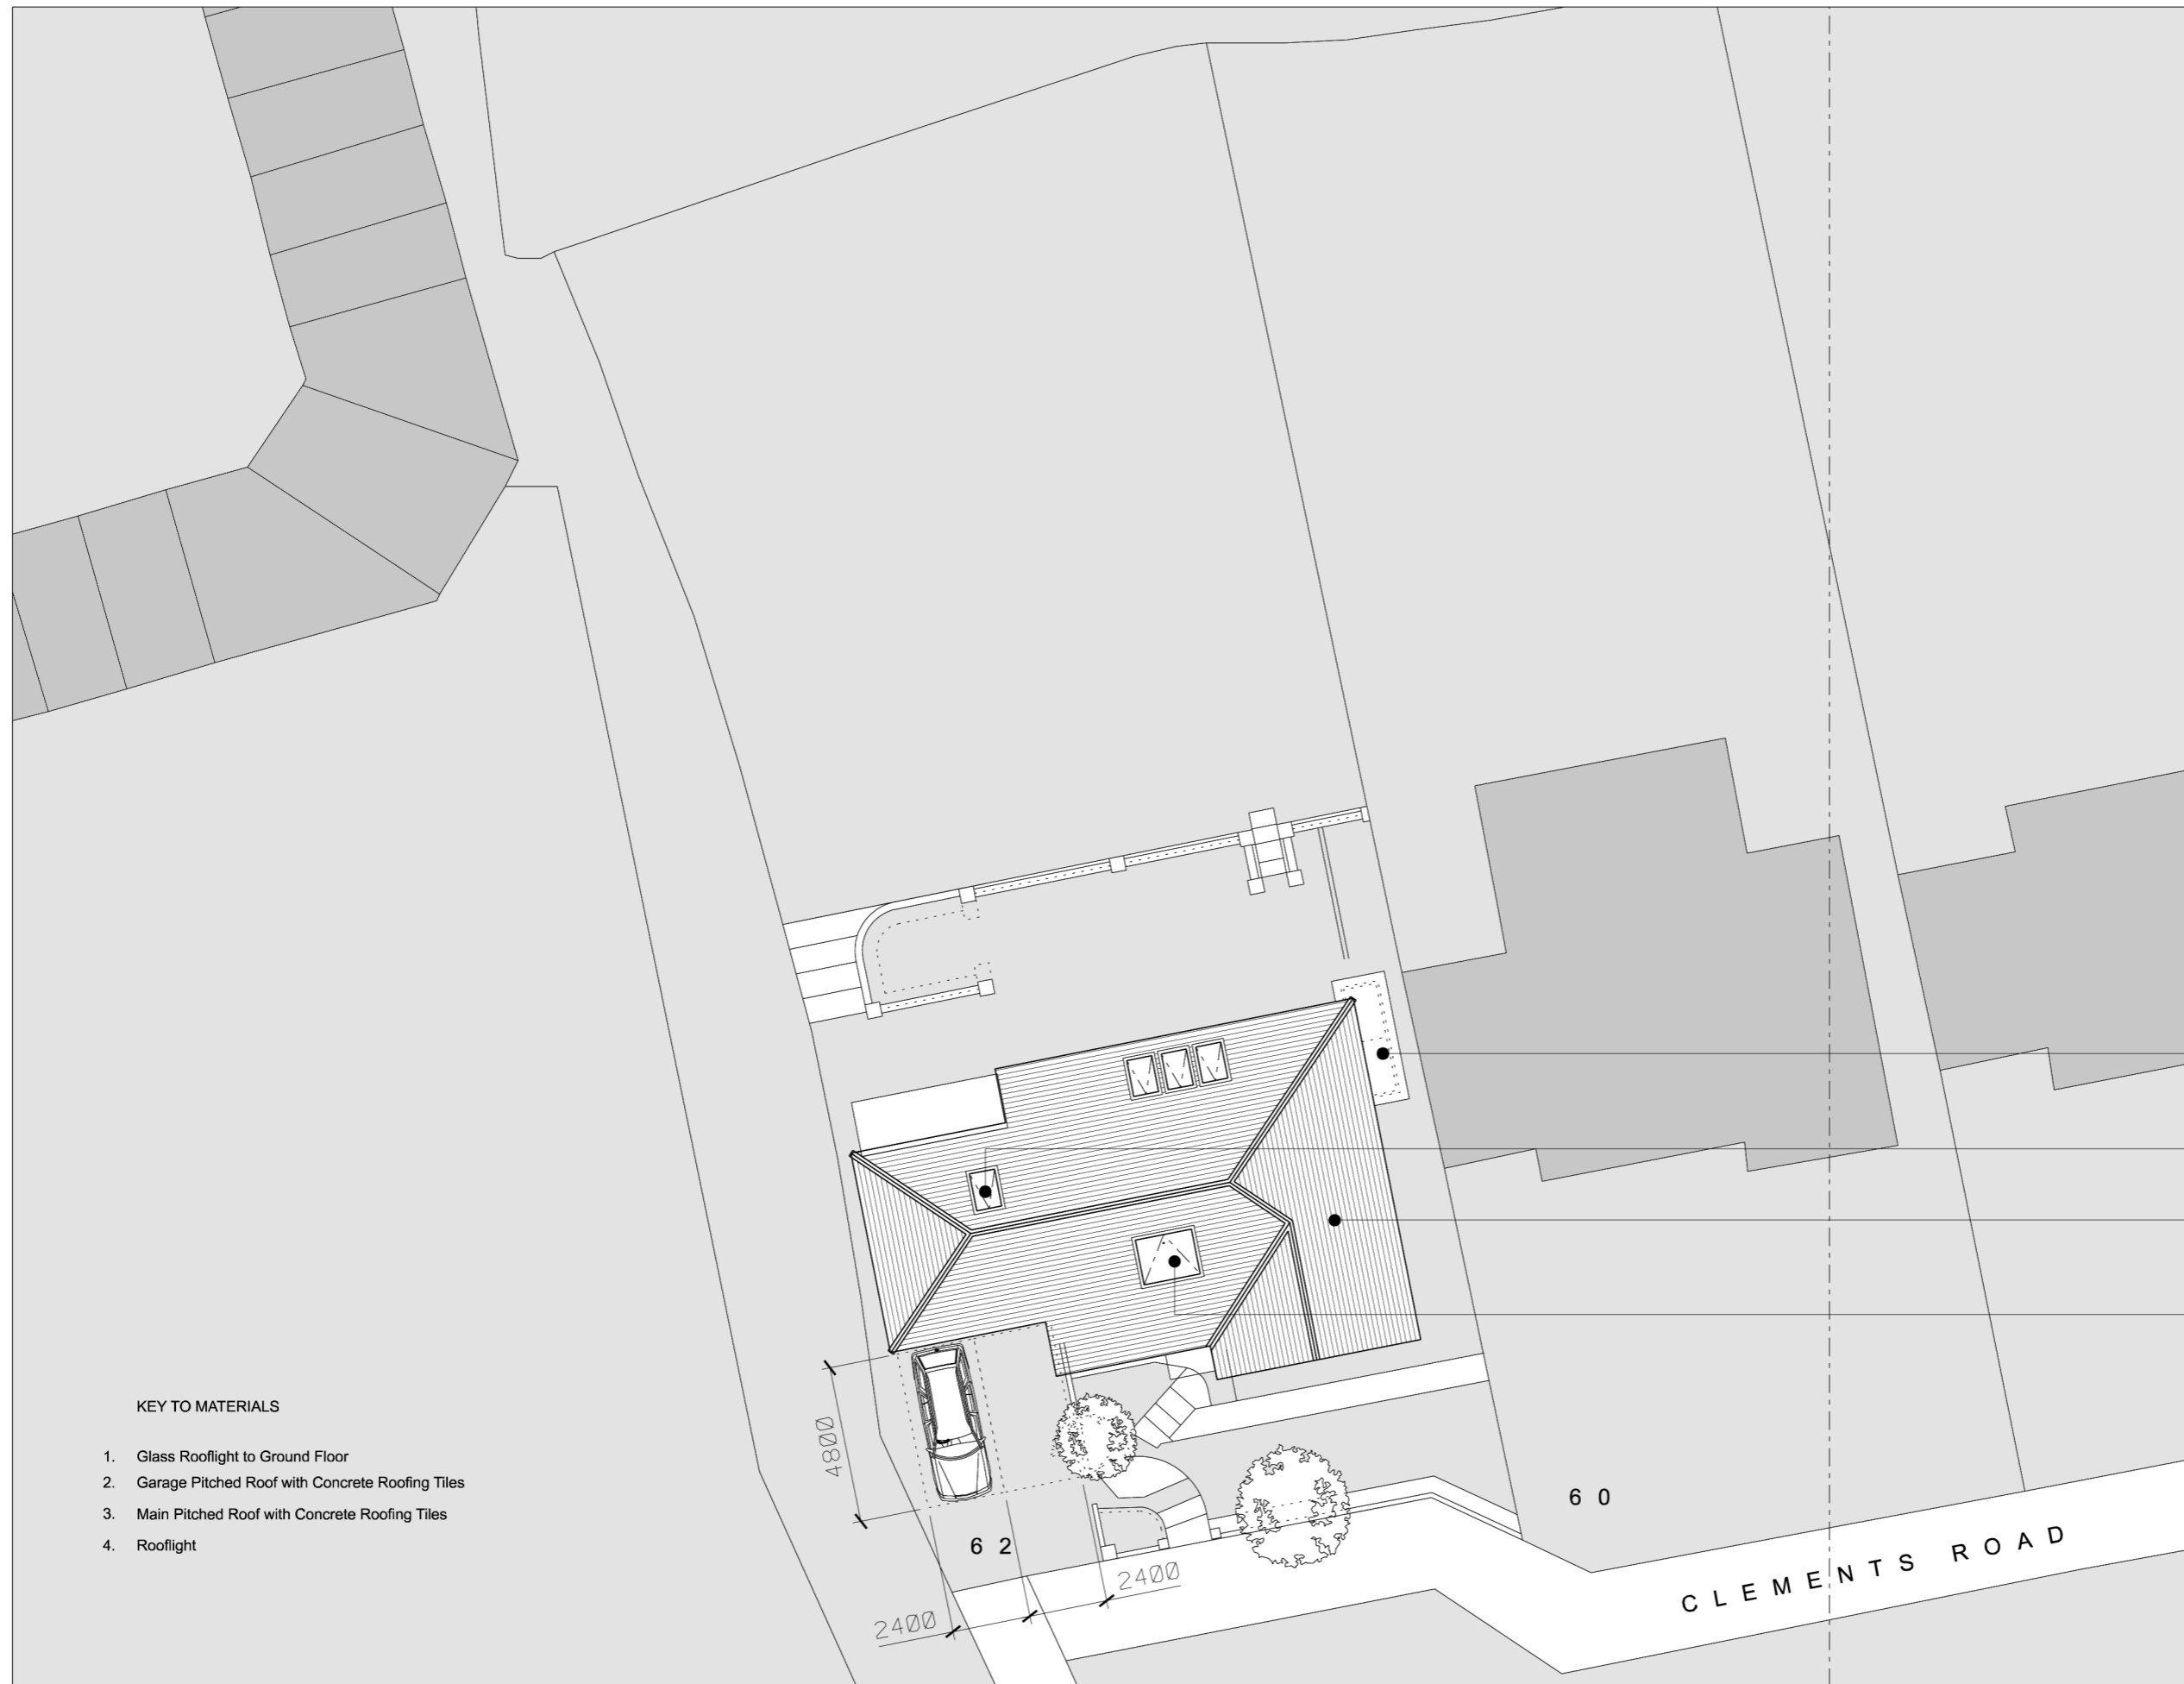 KEY TO MATERIALS
1. Glass Rooflight to Ground Floor
2. Garage Pitched Roof with Concrete Roofing Tiles
3. Main Pitched Roof with Concrete Roofing Tiles
4. Rooflight
4800
6 2
2400
2400
6 0
CLEMENTS ROAD